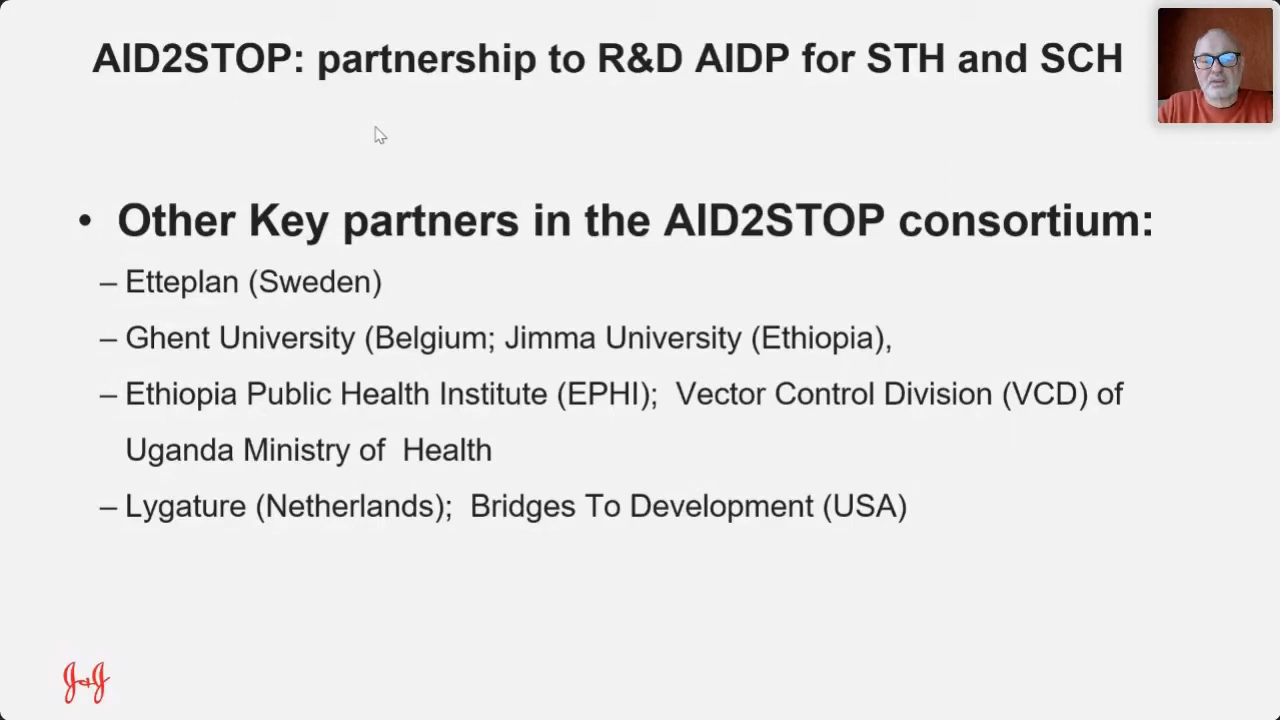 AID2STOP: partnership to R&D AIDP for STH and SCH
• Other Key partners in the AID2STOP consortium:
– Etteplan (Sweden)
– Ghent University (Belgium; Jimma University (Ethiopia),
– Ethiopia Public Health Institute (EPHI); Vector Control Division (VCD) of
Uganda Ministry of Health
– Lygature (Netherlands); Bridges To Development (USA)
J&J